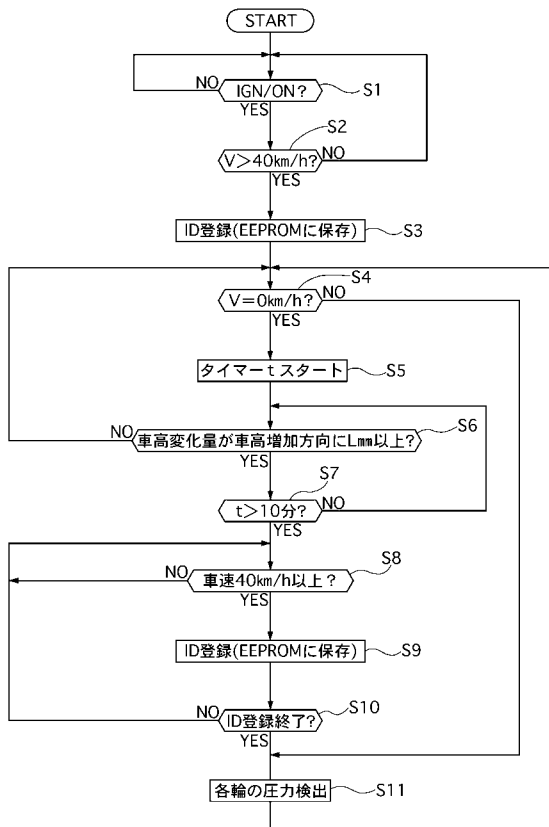 START
NO IGN/ON? S1
YES
S2
V>40km/h? NO
YES
ID登録(EEPROMに保存) S3
S4
V=0km/h? NO
YES
タイマーtスタート S5
NO 車高変化量が車高増加方向にLmm以上? S6
YES
S7
t>10分? NO
YES
NO 車速40km/h以上? S8
YES
ID登録(EEPROMに保存) S9
NO ID登録終了? S10
YES
各輪の圧力検出 S11